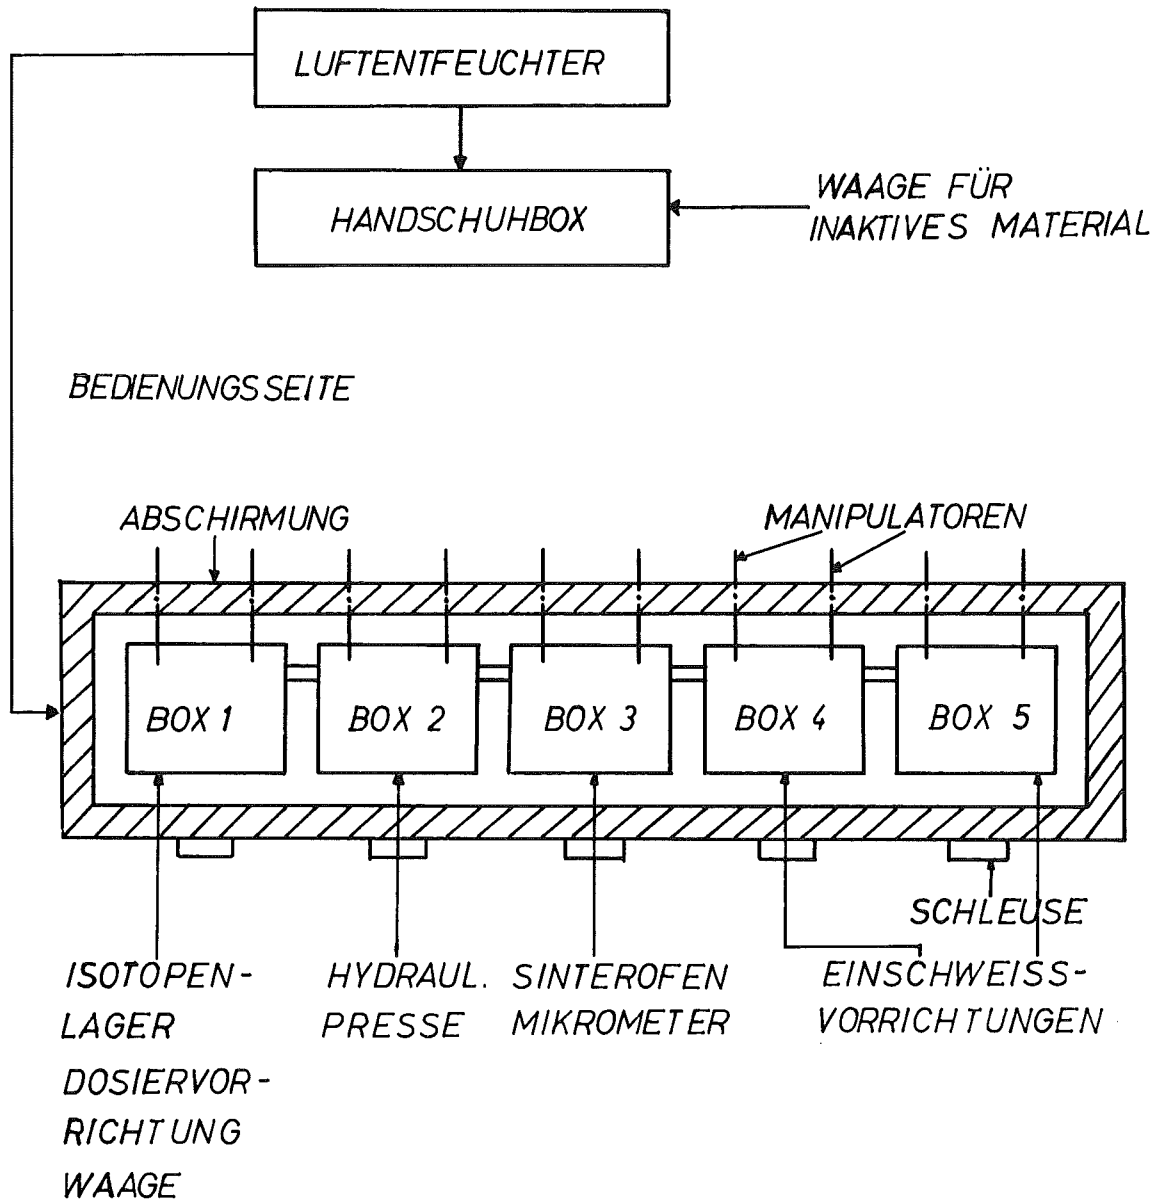 LUFTENTFEUCHTER
HANDSCHUHBOX
WAAGE FÜR
INAKTIVES MATERIAL
BEDIENUNGSSEITE
ABSCHIRMUNG
MANIPULATOREN
BOX 1
BOX 2
BOX 3
BOX 4
BOX 5
SCHLEUSE
ISOTOPEN-
LAGER
DOSIERVOR-
RICHTUNG
WAAGE
HYDRAUL.
PRESSE
SINTEROFEN
MIKROMETER
EINSCHWEISS-
VORRICHTUNGEN